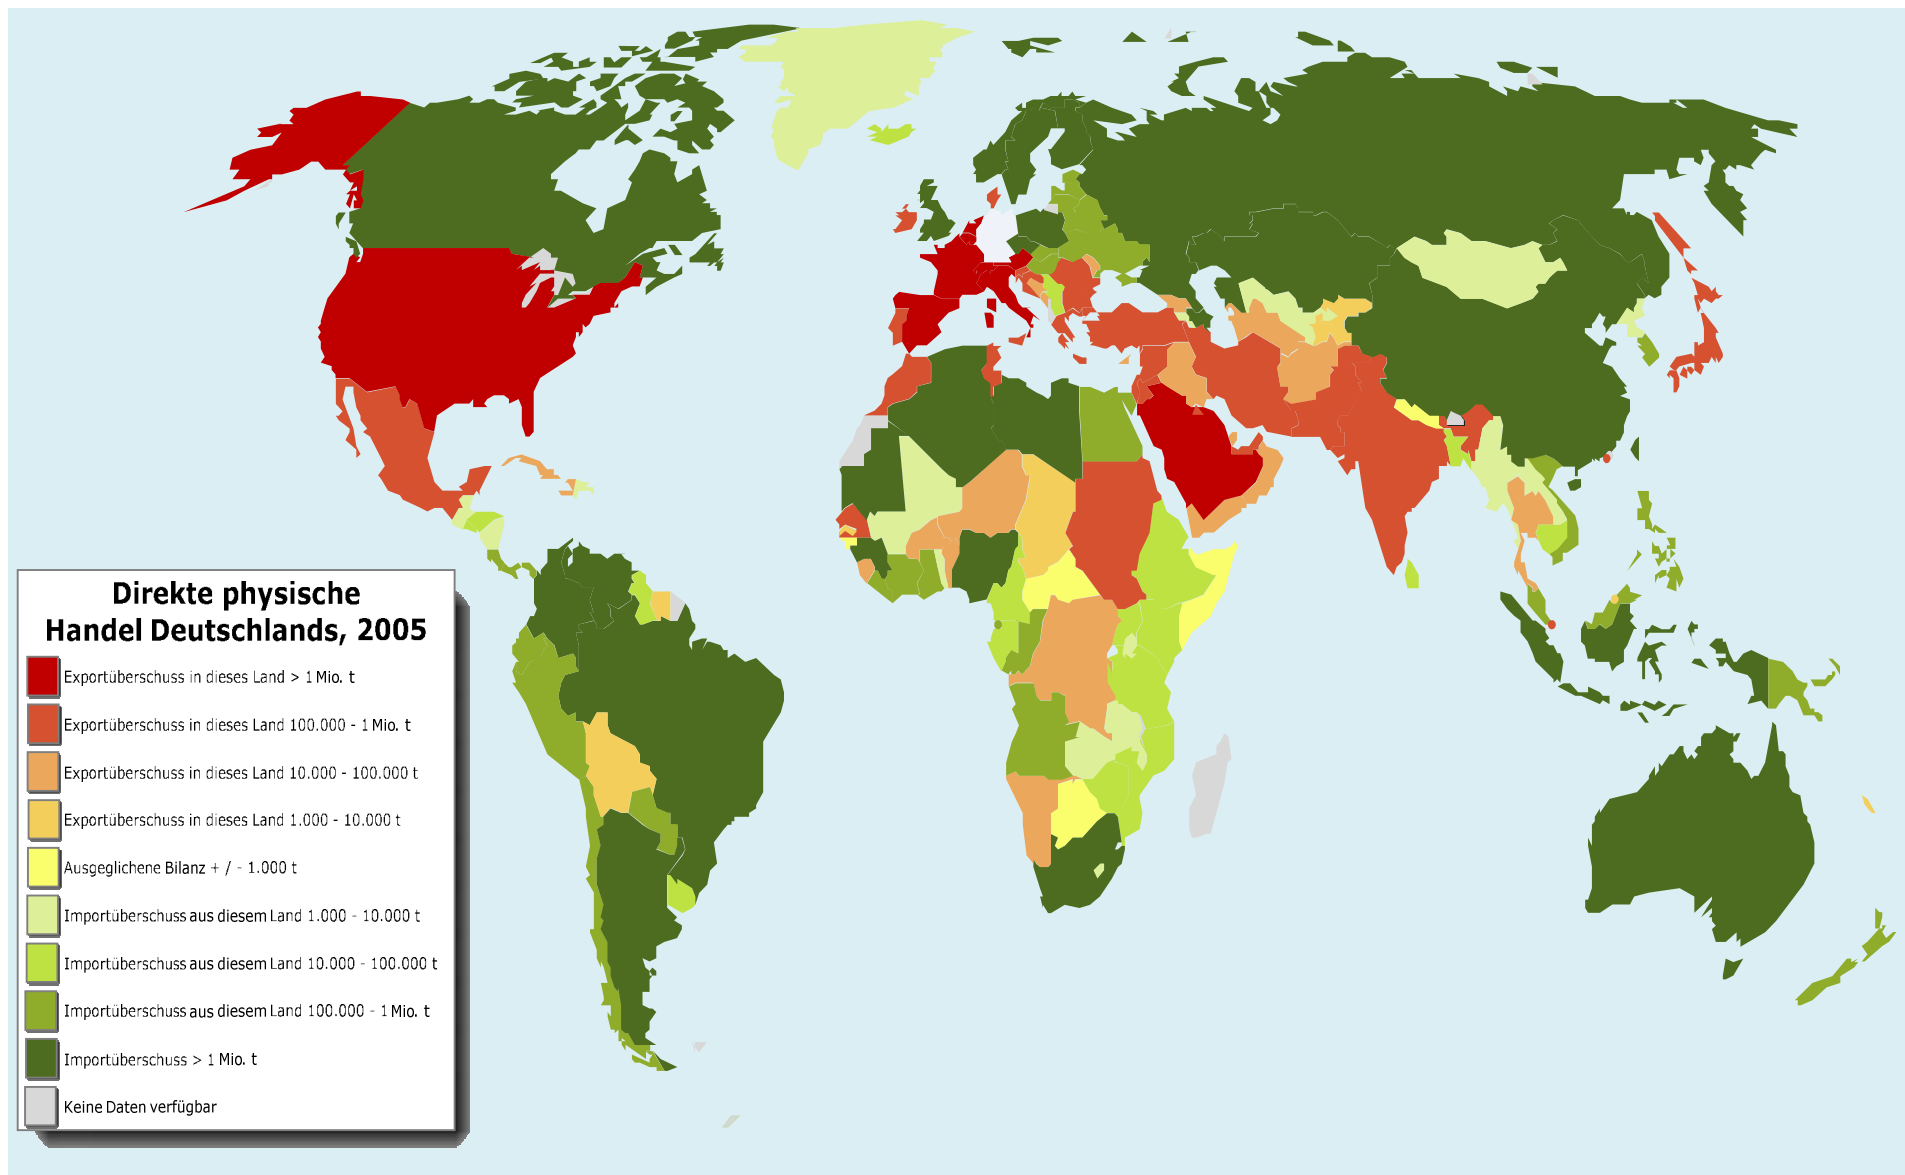 Direkte physische
Handel Deutschlands, 2005
Exportüberschuss in dieses Land > 1 Mio. t
Exportüberschuss in dieses Land 100.000 - 1 Mio. t
Exportüberschuss in dieses Land 10.000 - 100.000 t
Exportüberschuss in dieses Land 1.000 - 10.000 t
Ausgeglichene Bilanz + / - 1.000 t
Importüberschuss aus diesem Land 1.000 - 10.000 t
Importüberschuss aus diesem Land 10.000 - 100.000 t
Importüberschuss aus diesem Land 100.000 - 1 Mio. t
Importüberschuss > 1 Mio. t
Keine Daten verfügbar